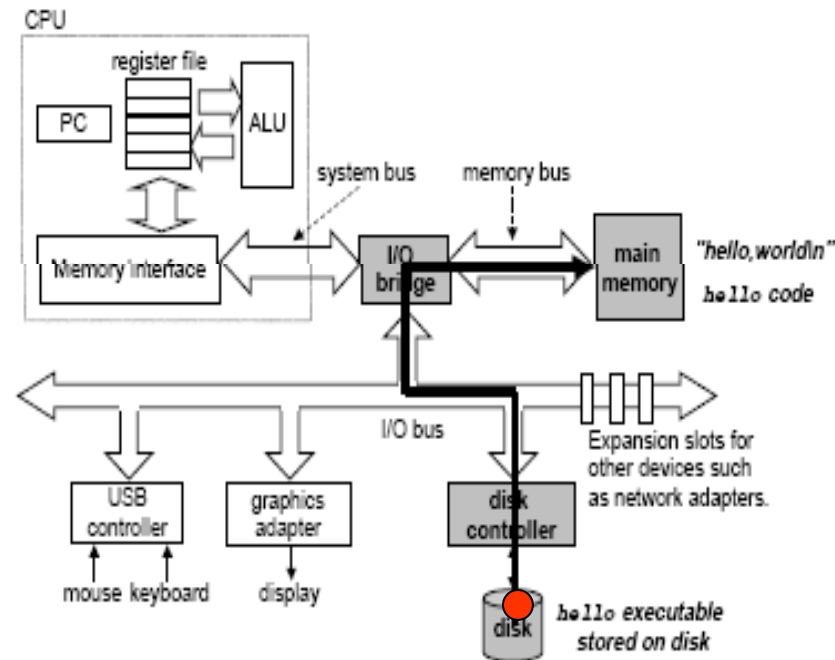 CPU
register file
PC
ALU
system bus
memory bus
Memory Interface
I/O
bridge
main
memory
"hello,world\n"
hello code
I/O bus
Expansion slots for
other devices such
as network adapters.
USB
controller
graphics
adapter
disk
controller
mouse keyboard
display
disk
hello executable
stored on disk